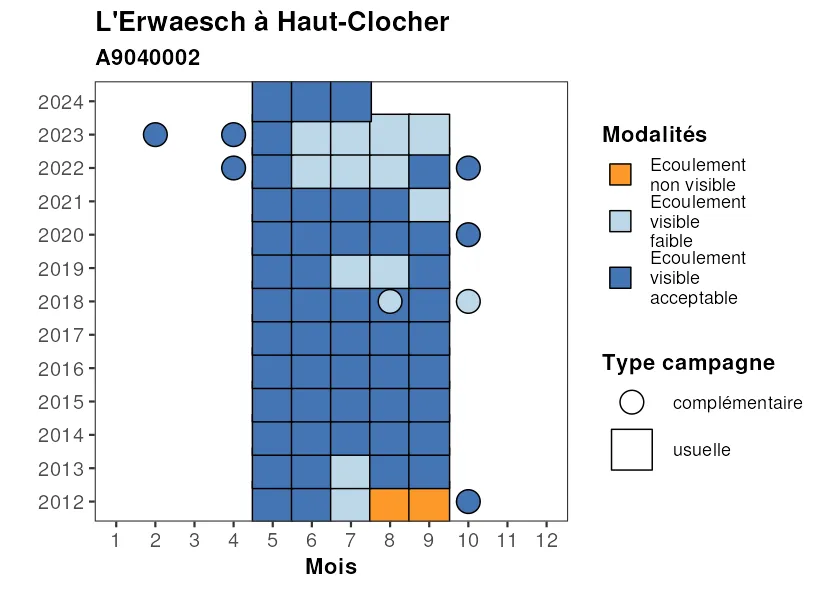 L'Erwaesch à Haut-Clocher
A9040002
2024
2023
2022
2021
2020
2019
2018
2017
2016
2015
2014
2013
2012
1 2 3 4 5 6 7 8 9 10 11 12
Mois
Modalités
Ecoulement
non visible
Ecoulement
visible
faible
Ecoulement
visible
acceptable
Type campagne
complémentaire
usuelle